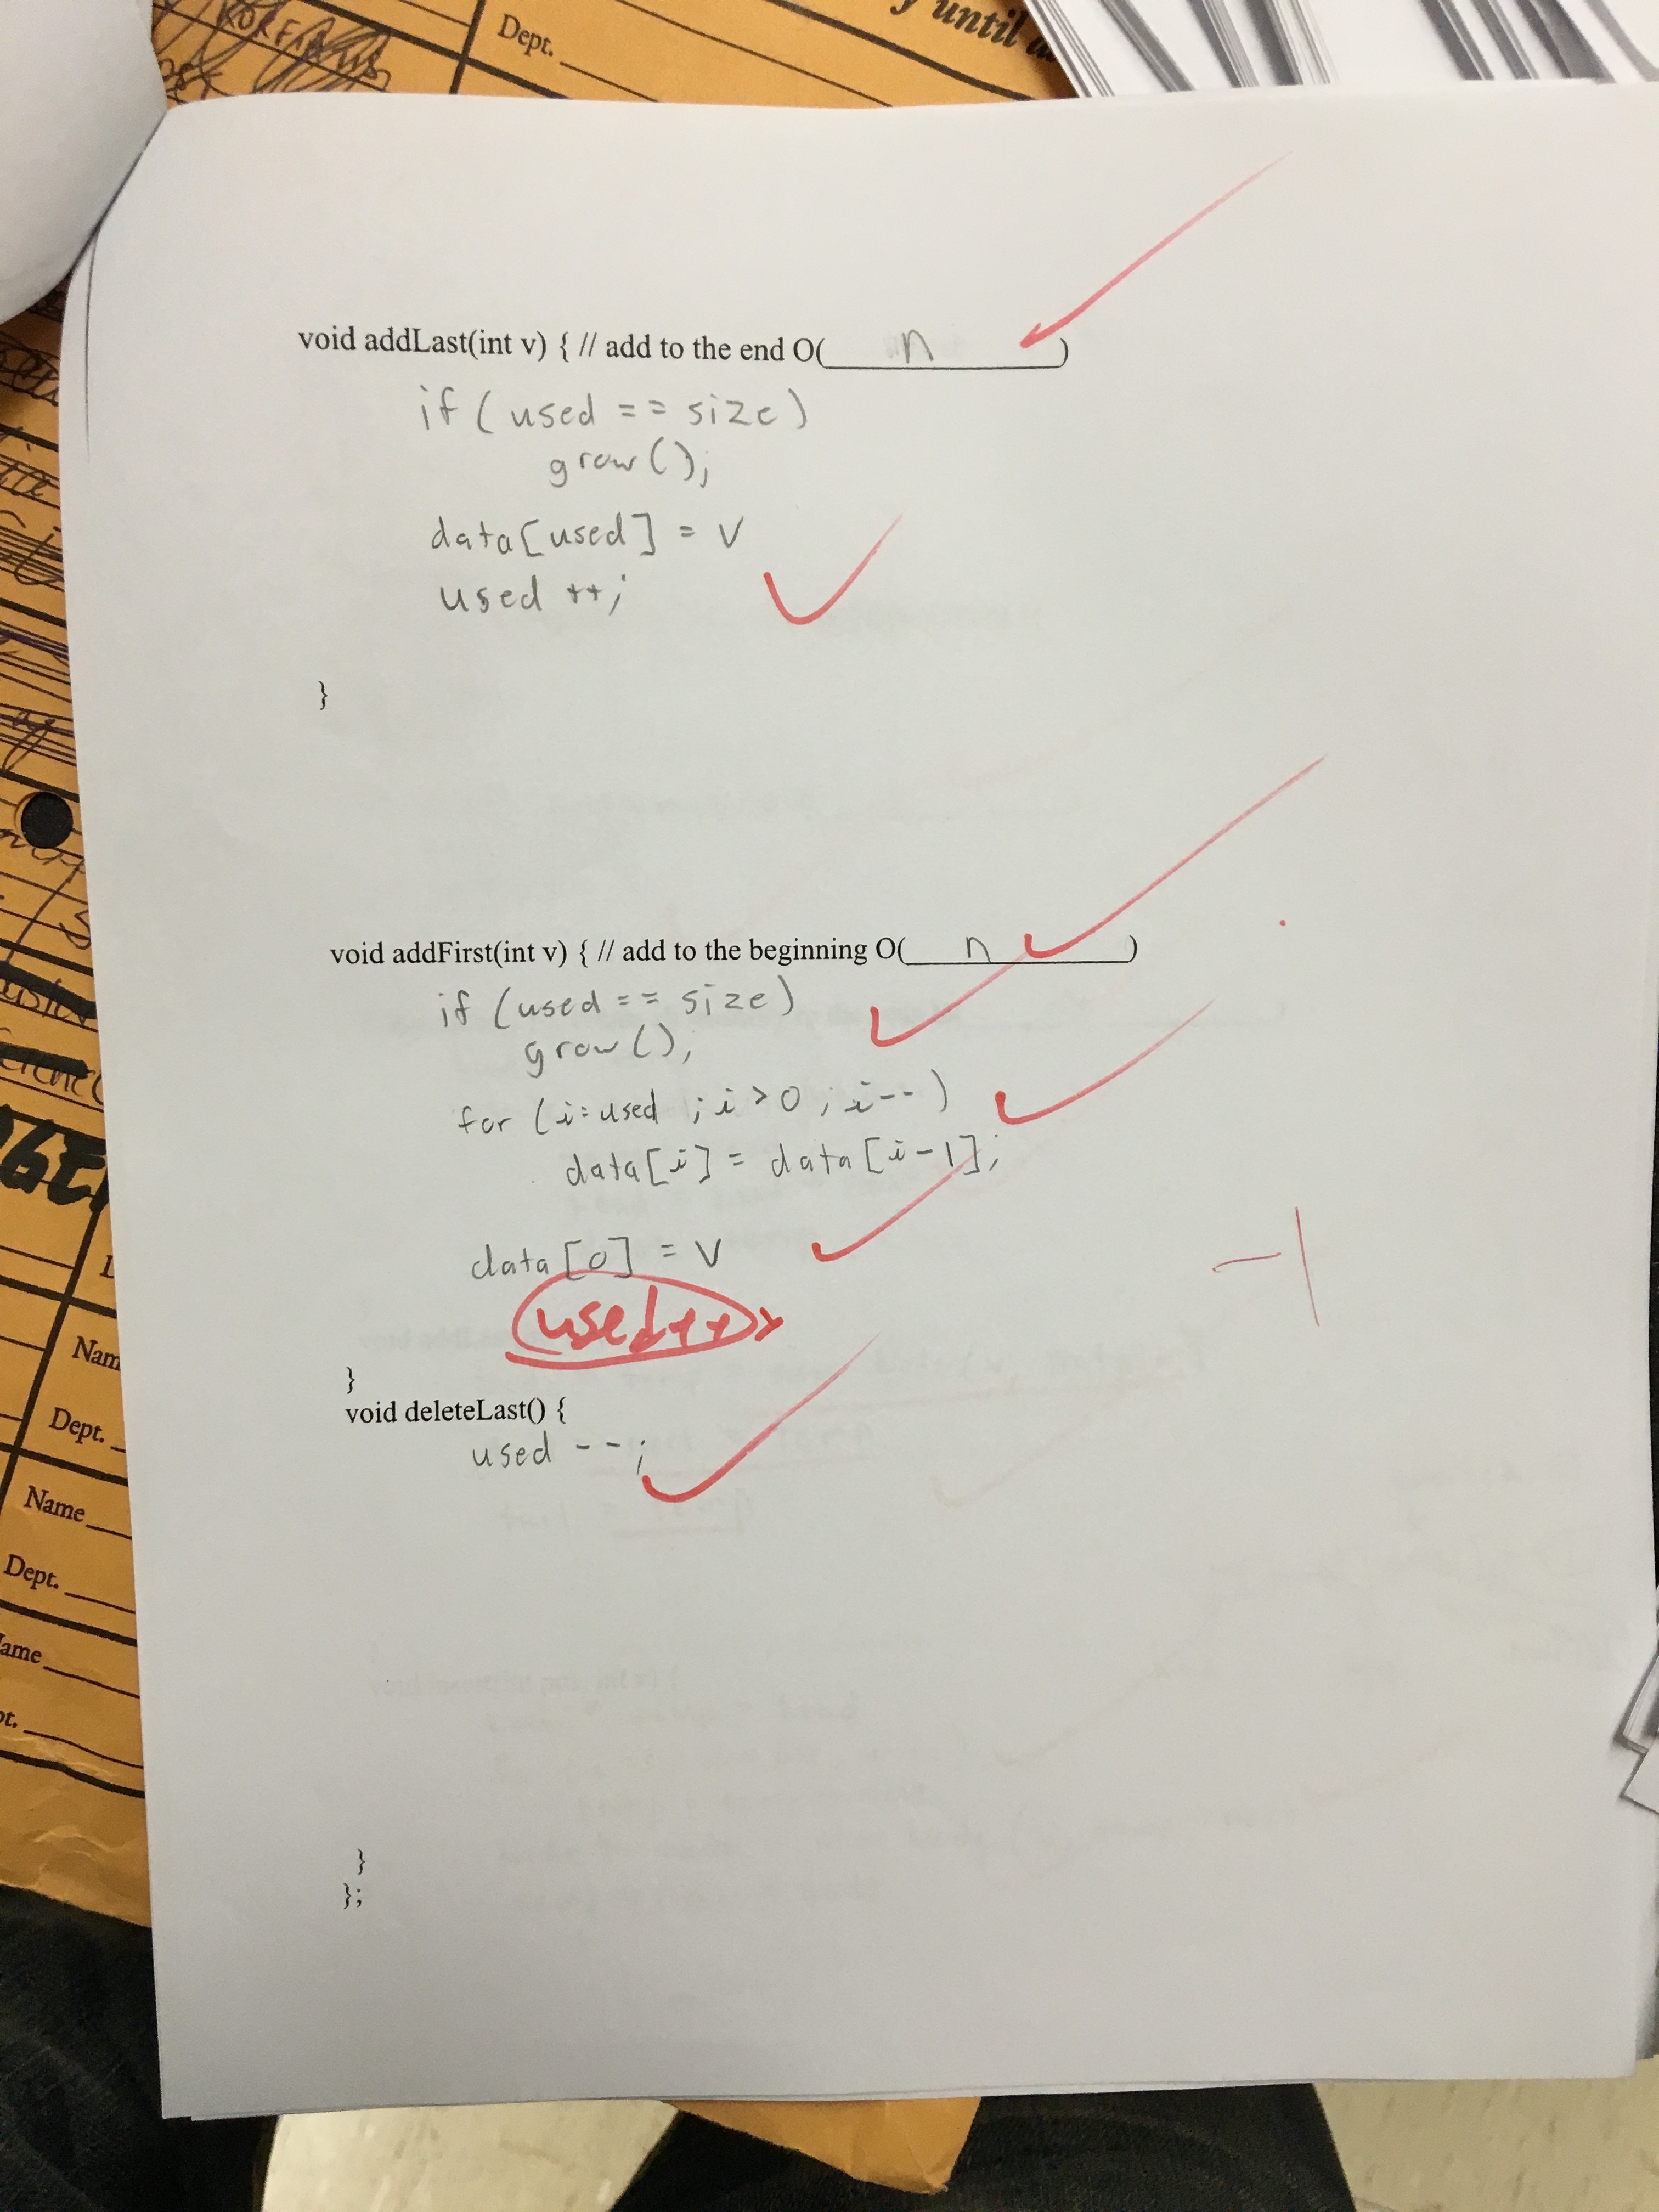 Dept.
y until
void addLast(int v) { // add to the end O( n )
if ( used == size )
grow();
data[used] = v
used ++;
}
void addFirst(int v) { // add to the beginning O( n )
if (used == size)
grow();
for (i=used ; i > 0 ; i-- )
data[i] = data[i-1];
data[0] = v
used++;
-1
}
void deleteLast() {
used --;
}
};
Nam
Dept.
Name
Dept.
ame